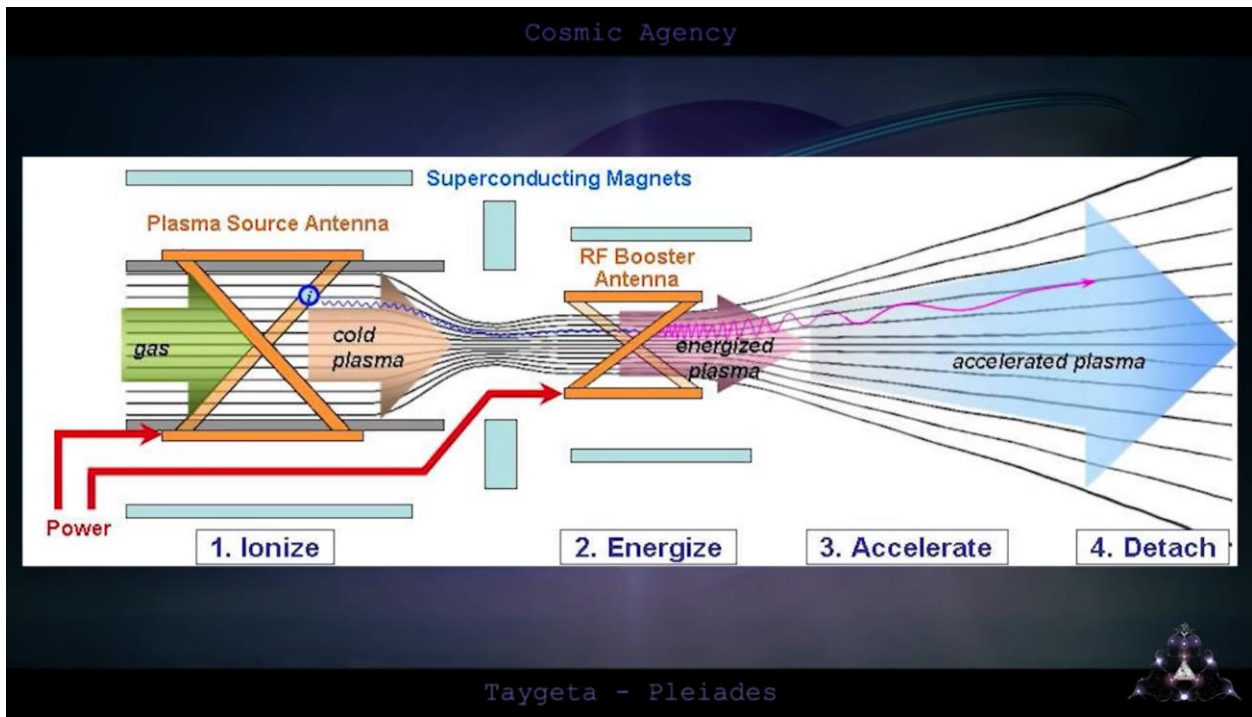 Cosmic Agency
Superconducting Magnets
Plasma Source Antenna
RF Booster
Antenna
i
gas
cold
plasma
energized
plasma
accelerated plasma
Power
1. Ionize
2. Energize
3. Accelerate
4. Detach
Taygeta - Pleiades